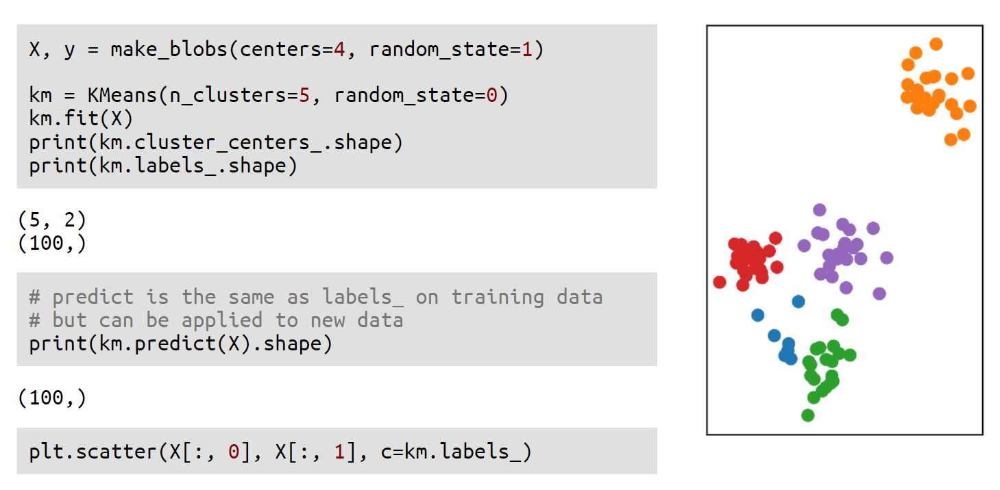 X, y = make_blobs(centers=4, random_state=1)
km = KMeans(n_clusters=5, random_state=0)
km.fit(X)
print(km.cluster_centers_.shape)
print(km.labels_.shape)
(5, 2)
(100,)
# predict is the same as labels_ on training data
# but can be applied to new data
print(km.predict(X).shape)
(100,)
plt.scatter(X[:, 0], X[:, 1], c=km.labels_)